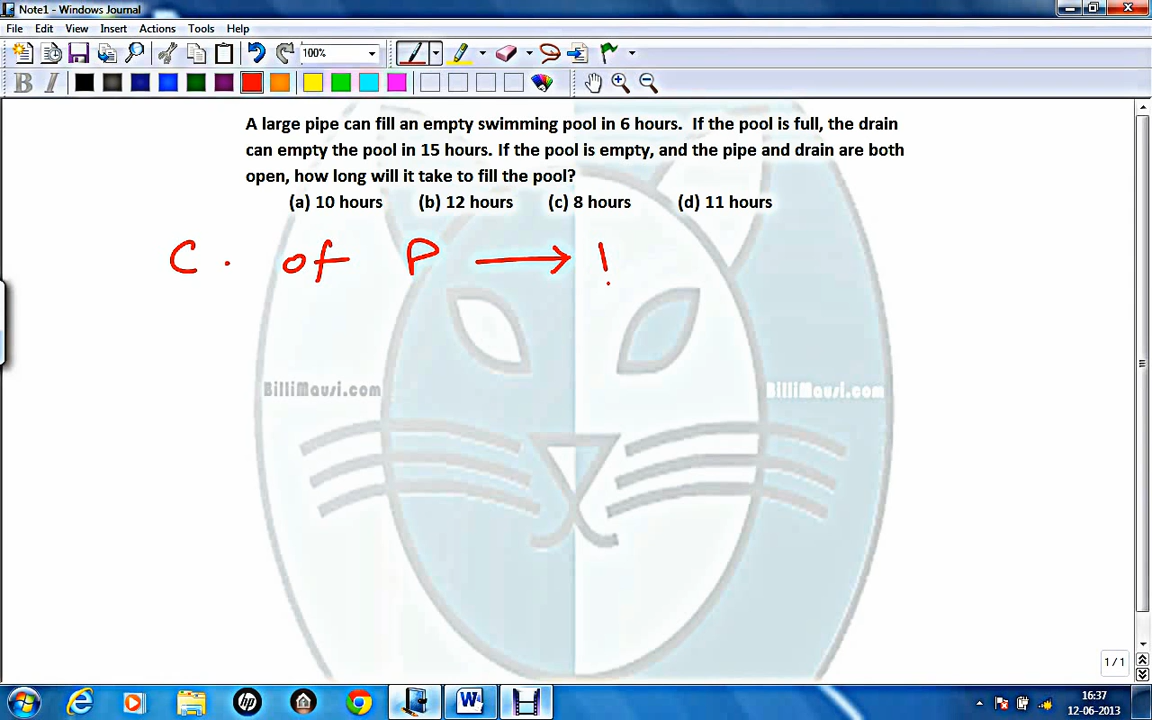 Note1 - Windows Journal
File Edit View Insert Actions Tools Help
100%
B I
A large pipe can fill an empty swimming pool in 6 hours. If the pool is full, the drain
can empty the pool in 15 hours. If the pool is empty, and the pipe and drain are both
open, how long will it take to fill the pool?
(a) 10 hours (b) 12 hours (c) 8 hours (d) 11 hours
C. of P → 1
BilliMausi.com BilliMausi.com
1 / 1
hp W
16:37
12-06-2013